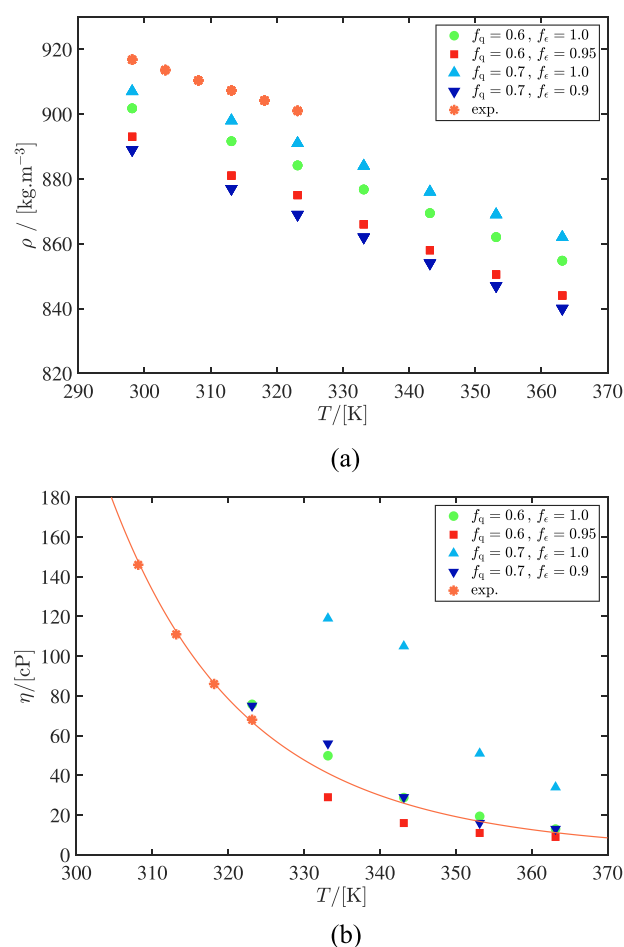 (a)
920
900
880
860
840
820
ρ / [kg.m⁻³]
f_q = 0.6 , f_ϵ = 1.0
f_q = 0.6 , f_ϵ = 0.95
f_q = 0.7 , f_ϵ = 1.0
f_q = 0.7 , f_ϵ = 0.9
exp.
290 300 310 320 330 340 350 360 370
T/[K]
(a)
180
160
140
120
100
80
60
40
20
0
η/[cP]
f_q = 0.6 , f_ϵ = 1.0
f_q = 0.6 , f_ϵ = 0.95
f_q = 0.7 , f_ϵ = 1.0
f_q = 0.7 , f_ϵ = 0.9
exp.
300 310 320 330 340 350 360 370
T/[K]
(b)